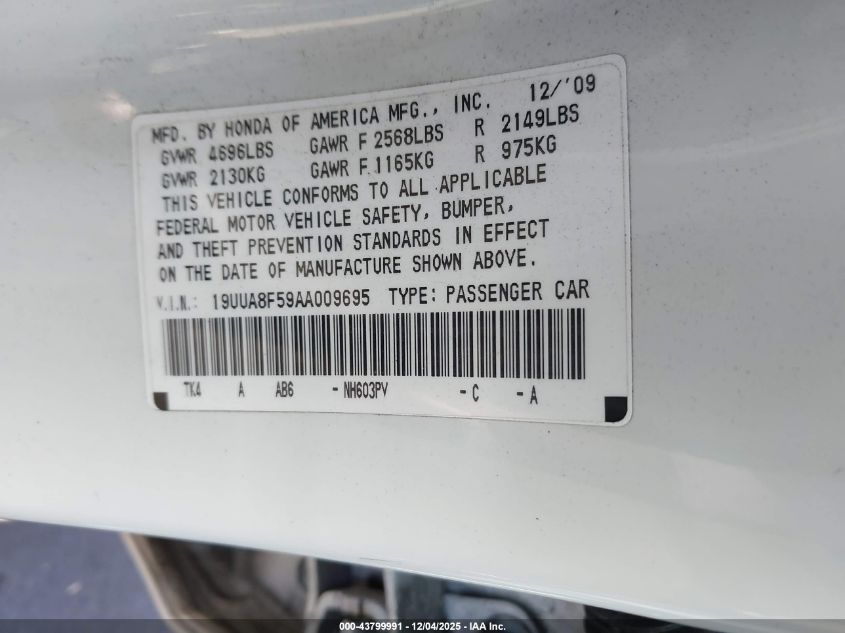 MFD. BY HONDA OF AMERICA MFG., INC. 12/'09
GVWR 4696LBS GAWR F 2568LBS R 2149LBS
GVWR 2130KG GAWR F 1165KG R 975KG
THIS VEHICLE CONFORMS TO ALL APPLICABLE
FEDERAL MOTOR VEHICLE SAFETY, BUMPER,
AND THEFT PREVENTION STANDARDS IN EFFECT
ON THE DATE OF MANUFACTURE SHOWN ABOVE.
V.I.N.: 19UUA8F59AA009695 TYPE: PASSENGER CAR
TK4 A AB6 -NH603PV -C -A
000-43799991 - 12/04/2025 - © IAA Inc.